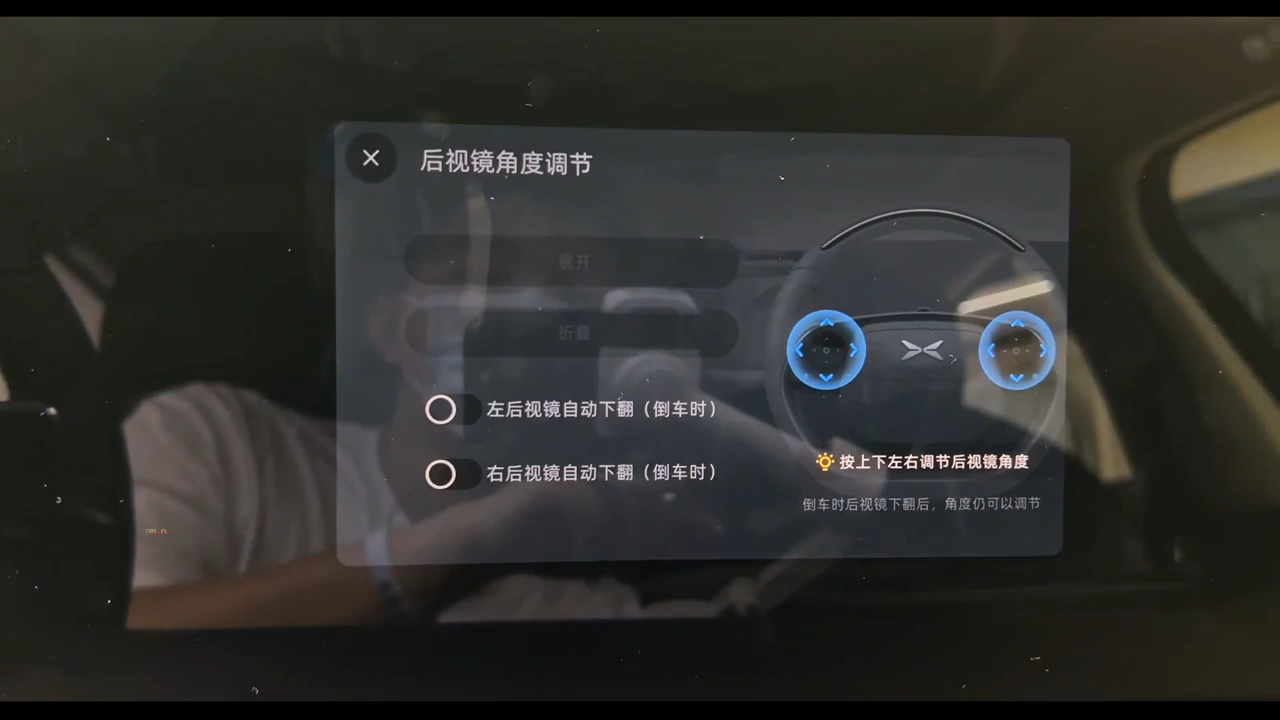 后视镜角度调节
展开
折叠
左后视镜自动下翻（倒车时）
右后视镜自动下翻（倒车时）
按上下左右调节后视镜角度
倒车时后视镜下翻后，角度仍可以调节